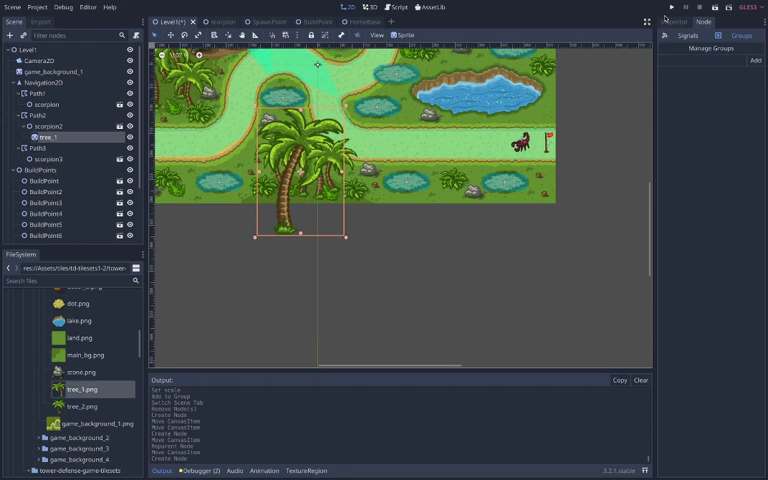 Scene Project Debug Editor Help
2D 3D Script AssetLib
GLES3
Scene Import
Level1(*) scorpion SpawnPoint BuildPoint HomeBase
Inspector Node
Filter nodes
View Sprite
Signals Groups
Manage Groups
Add
Level1
Camera2D
game_background_1
Navigation2D
Path1
scorpion
Path2
scorpion2
tree_1
Path3
scorpion3
BuildPoints
BuildPoint
BuildPoint2
BuildPoint3
BuildPoint4
BuildPoint5
BuildPoint6
FileSystem
res://Assets/tiles/td-tilesets1-2/tower-
Search files
dot.png
lake.png
land.png
main_bg.png
stone.png
tree_1.png
tree_2.png
game_background_1.png
game_background_2
game_background_3
game_background_4
tower-defense-game-tilesets
Output:
Copy Clear
Set scale
Add to Group
Switch Scene Tab
Remove Node(s)
Create Node
Move CanvasItem
Move CanvasItem
Create Node
Move CanvasItem
Reparent Node
Move CanvasItem
Create Node
Output Debugger (2) Audio Animation TextureRegion
3.2.1.stable